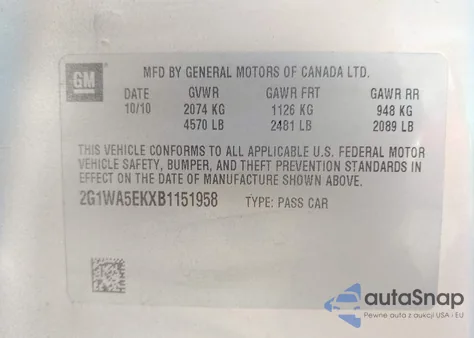 GM
MFD BY GENERAL MOTORS OF CANADA LTD.
DATE GVWR GAWR FRT GAWR RR
10/10 2074 KG 1126 KG 948 KG
4570 LB 2481 LB 2089 LB
THIS VEHICLE CONFORMS TO ALL APPLICABLE U.S. FEDERAL MOTOR
VEHICLE SAFETY, BUMPER, AND THEFT PREVENTION STANDARDS IN
EFFECT ON THE DATE OF MANUFACTURE SHOWN ABOVE.
2G1WA5EKXB1151958 TYPE: PASS CAR
autoSnap
Pewne auta z aukcji USA i EU